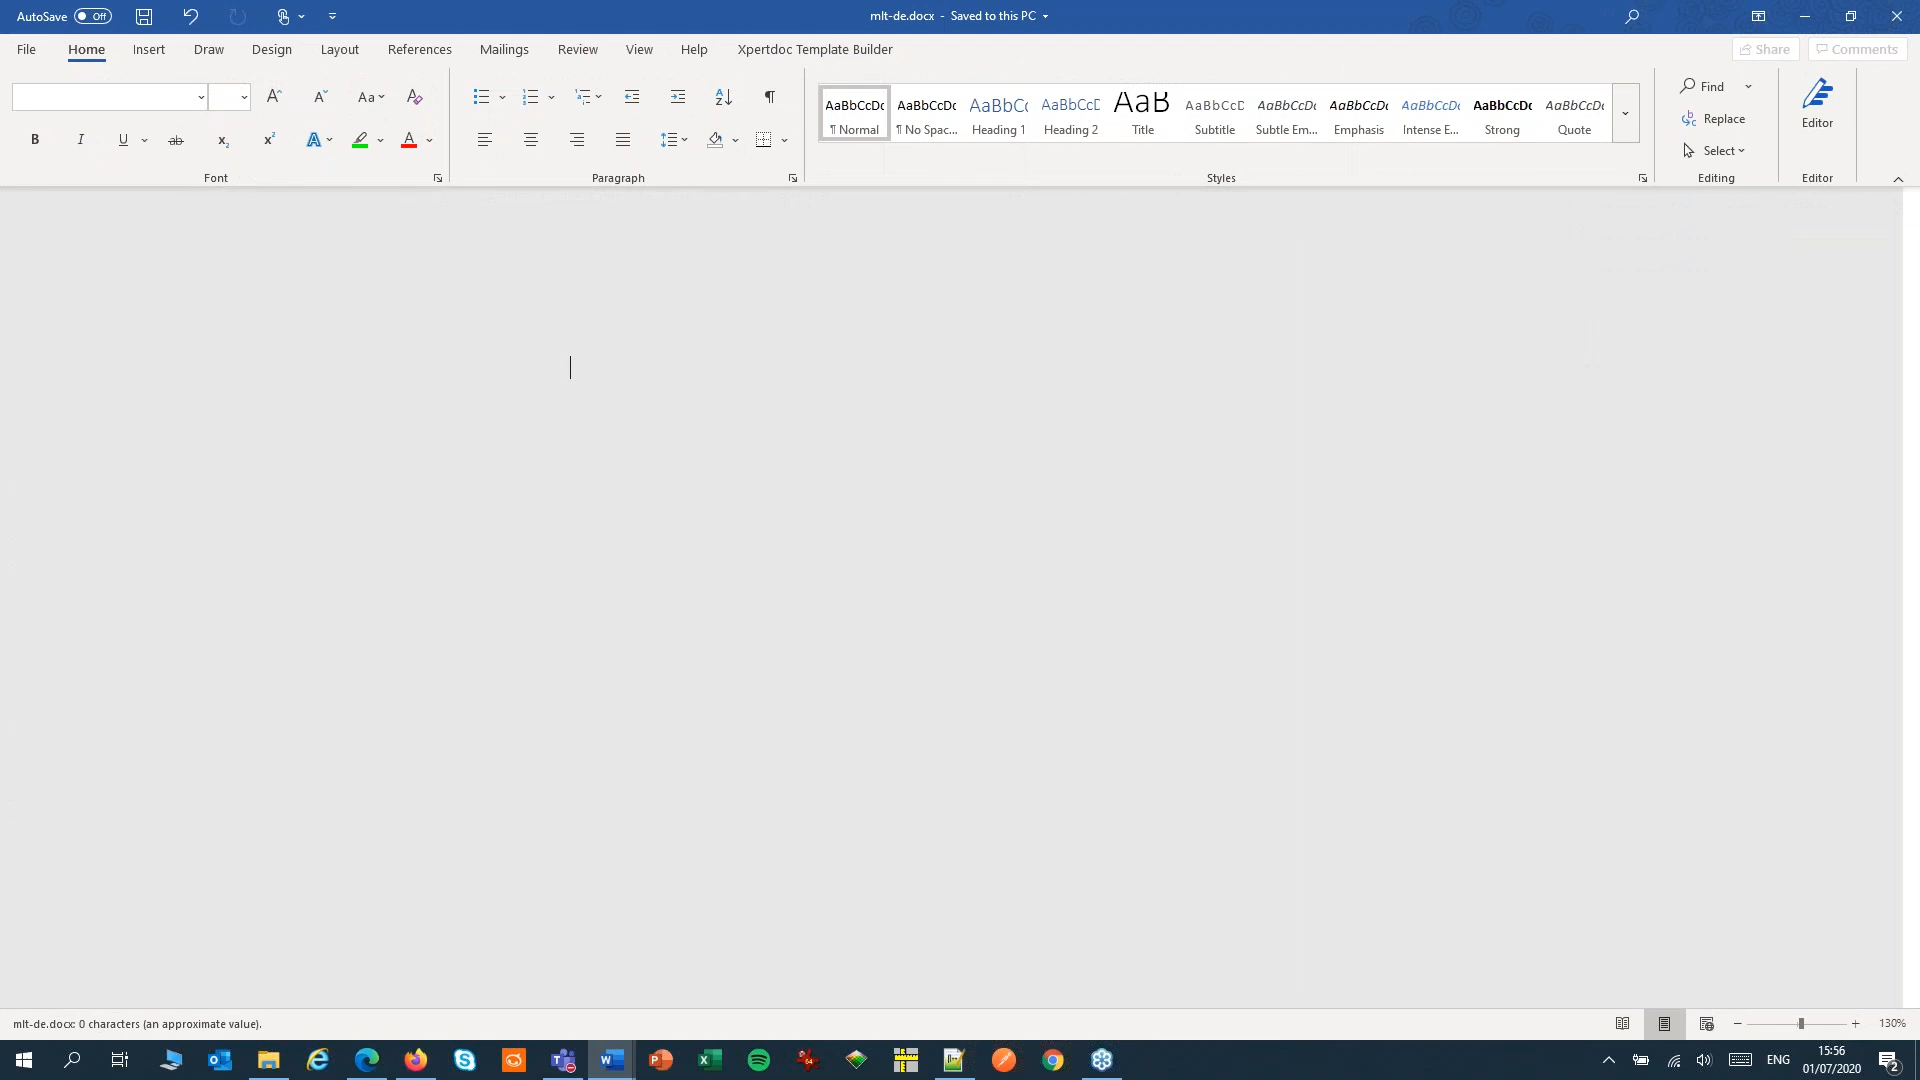 AutoSave Off
mlt-de.docx - Saved to this PC
File Home Insert Draw Design Layout References Mailings Review View Help Xpertdoc Template Builder Share Comments
AaBbCcDc AaBbCcDc AaBbCc AaBbCcD AaB AaBbCcD AaBbCcDc AaBbCcDc AaBbCcDc AaBbCcDc AaBbCcDc
¶ Normal ¶ No Spac... Heading 1 Heading 2 Title Subtitle Subtle Em... Emphasis Intense E... Strong Quote
Find
Replace
Select
Editor
Font Paragraph Styles Editing Editor
mlt-de.docx: 0 characters (an approximate value).
130%
ENG
15:56
01/07/2020
2